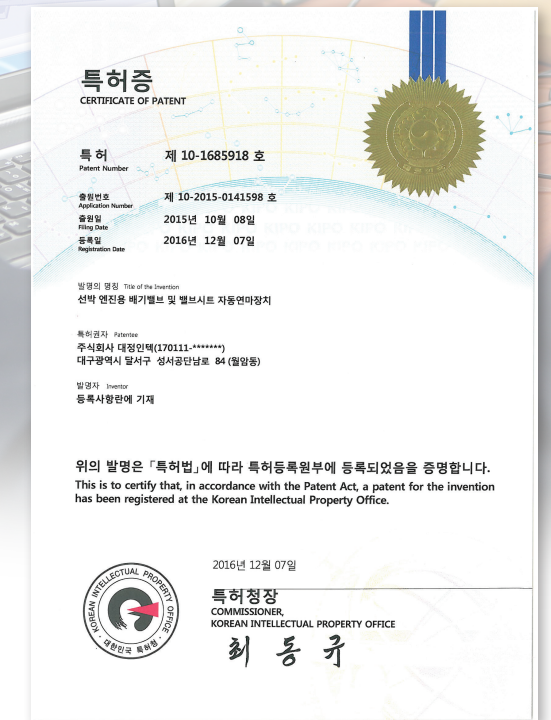 특허증
CERTIFICATE OF PATENT
특 허 제 10-1685918 호
Patent Number
출원번호 제 10-2015-0141598 호
Application Number
출원일 2015년 10월 08일
Filing Date
등록일 2016년 12월 07일
Registration Date
발명의 명칭 Title of the Invention
선박 엔진용 배기밸브 및 밸브시트 자동연마장치
특허권자 Patentee
주식회사 대정인텍(170111-*******)
대구광역시 달서구 성서공단남로 84 (월암동)
발명자 Inventor
등록사항란에 기재
위의 발명은 「특허법」에 따라 특허등록원부에 등록되었음을 증명합니다.
This is to certify that, in accordance with the Patent Act, a patent for the invention
has been registered at the Korean Intellectual Property Office.
2016년 12월 07일
특허청장
COMMISSIONER,
KOREAN INTELLECTUAL PROPERTY OFFICE
최 동 규
KOREAN INTELLECTUAL PROPERTY OFFICE
대한민국 특허청